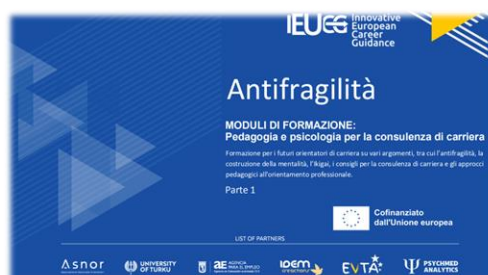 IEUCG Innovative
European
Career
Guidance
Antifragilità
MODULI DI FORMAZIONE:
Pedagogia e psicologia per la consulenza di carriera
Formazione per i futuri orientatori di carriera su vari argomenti, tra cui l'antifragilità, la
costruzione della mentalità, l'Ikigai, i consigli per la consulenza di carriera e gli approcci
pedagogici all'orientamento professionale.
Parte 1
Cofinanziato
dall'Unione europea
LIST OF PARTNERS
Asnor
UNIVERSITY
OF TURKU
ae AGENCIA
PARA EL EMPLEO
IDEM
EVTA
PSYCHMED
ANALYTICS